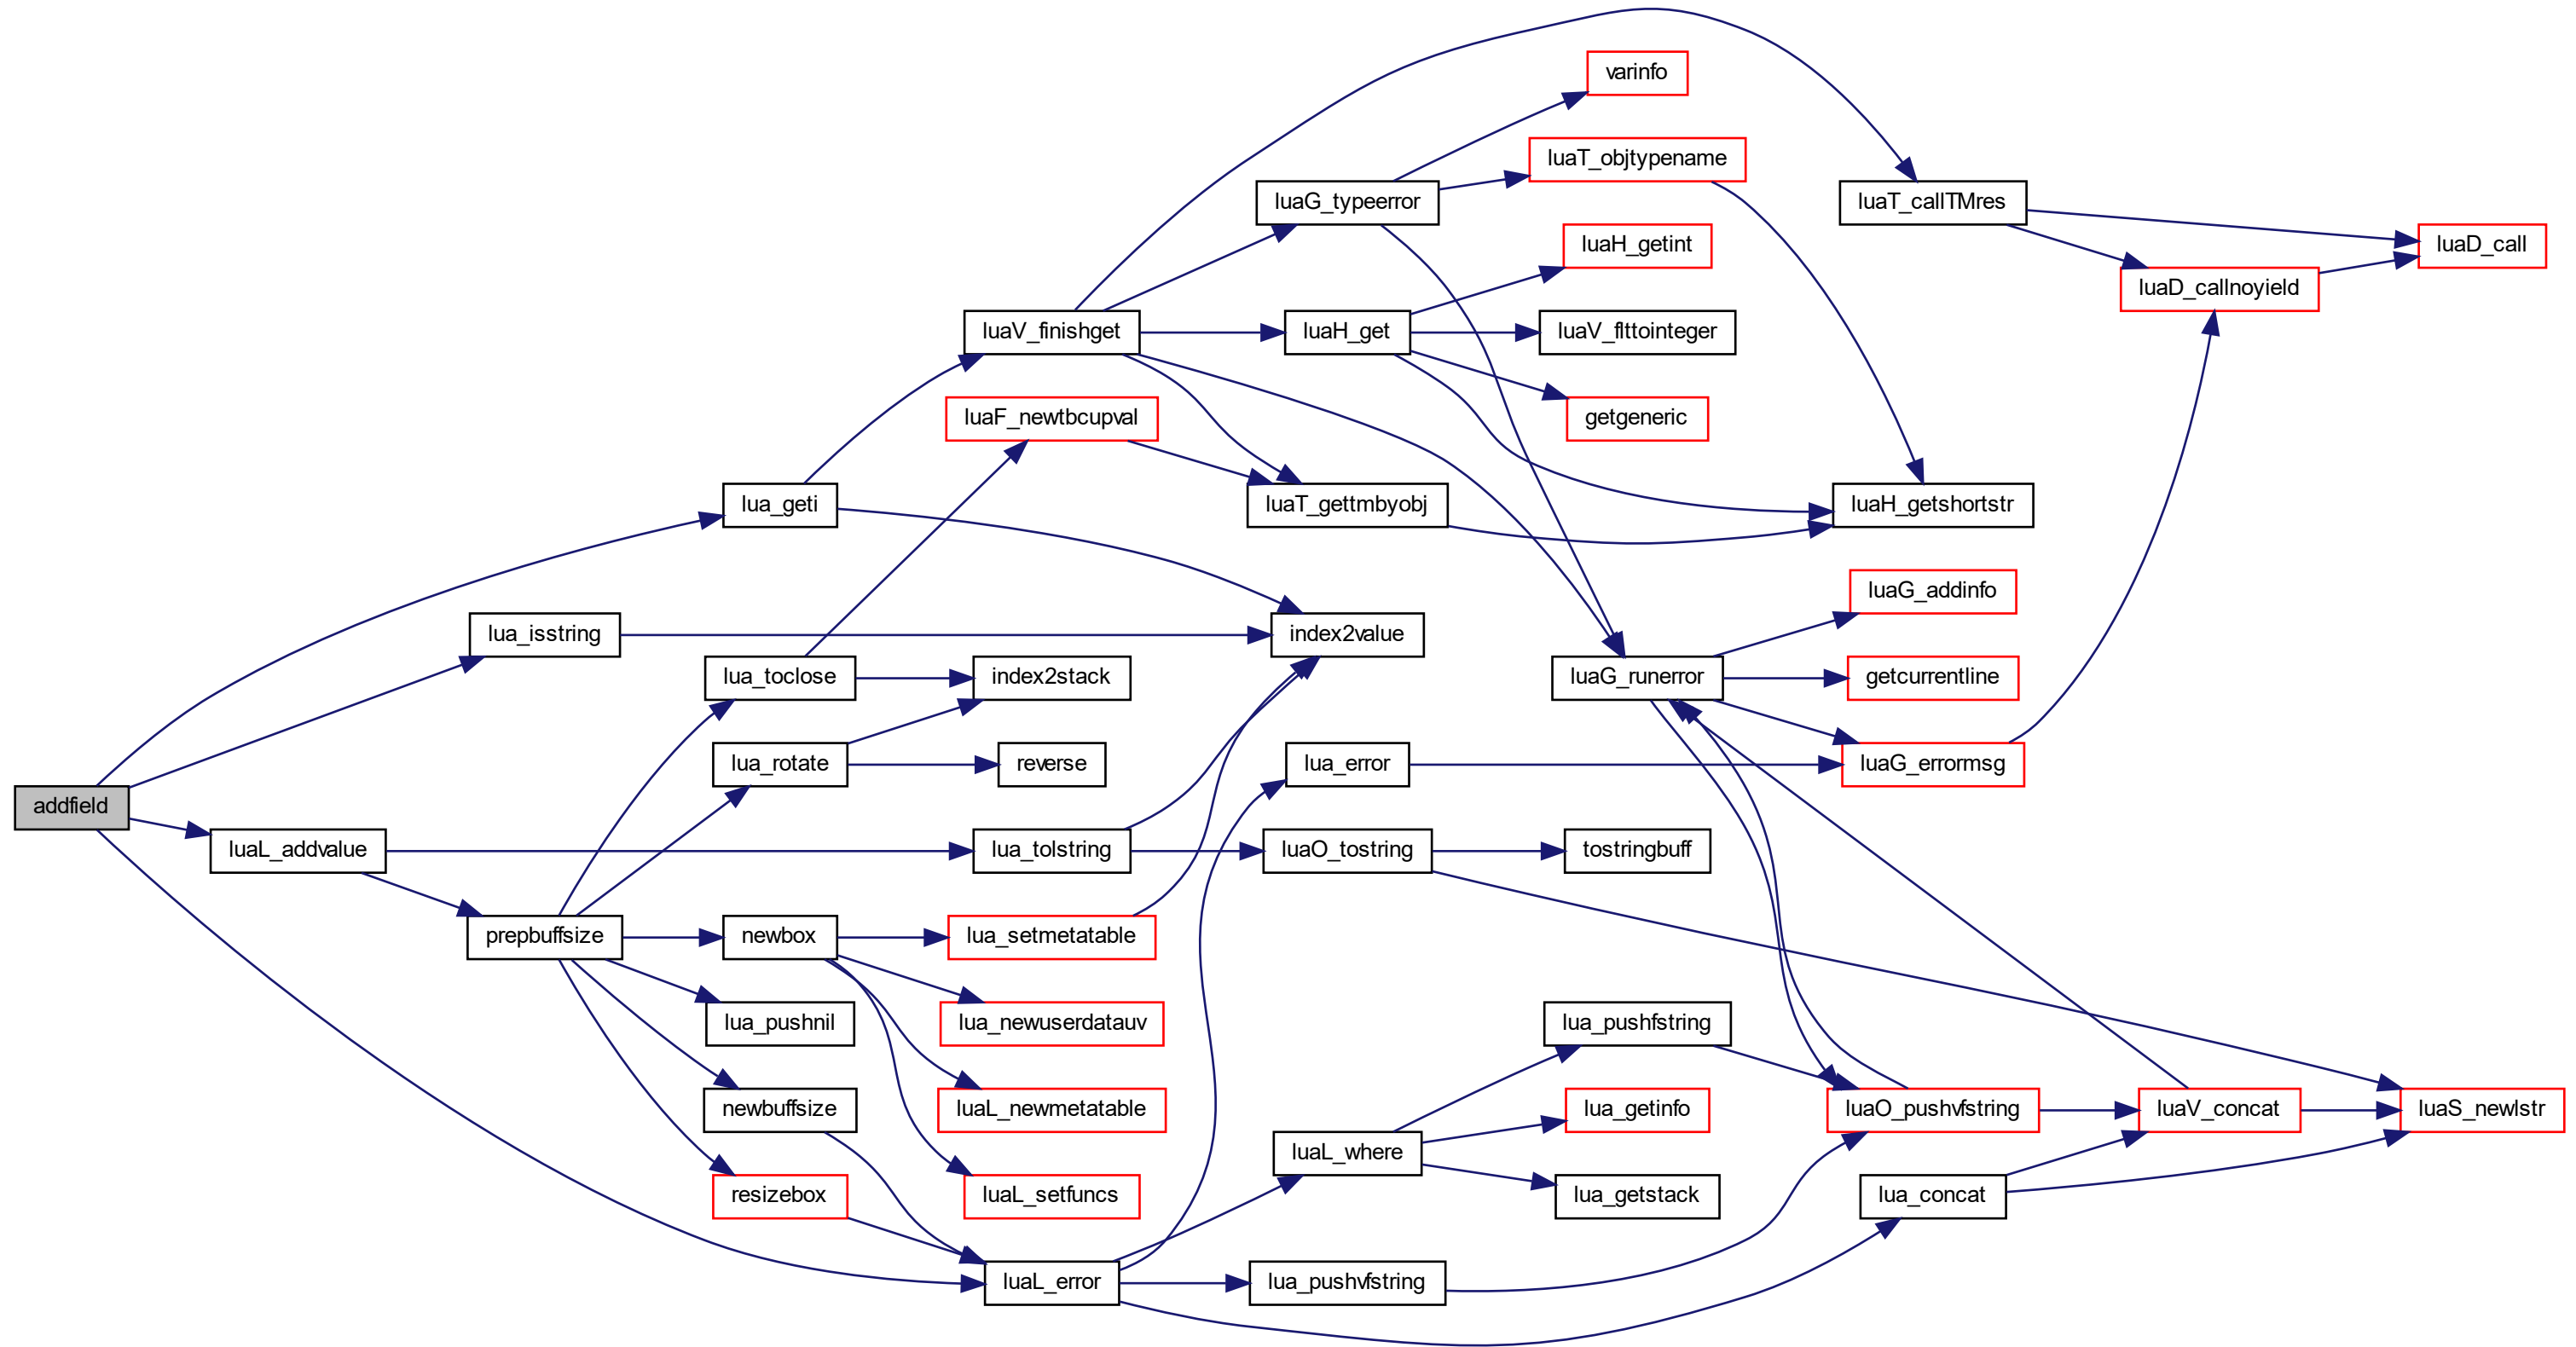 varinfo
luaT_objtypename
luaG_typeerror
luaT_callTMres
luaH_getint
luaD_call
luaD_callnoyield
luaV_finishget
luaH_get
luaV_flttointeger
luaF_newtbcupval
getgeneric
lua_geti
luaT_gettmbyobj
luaH_getshortstr
luaG_addinfo
lua_isstring
index2value
lua_toclose
index2stack
luaG_runerror
getcurrentline
lua_rotate
reverse
lua_error
luaG_errormsg
addfield
luaL_addvalue
lua_tolstring
luaO_tostring
tostringbuff
prepbuffsize
newbox
lua_setmetatable
lua_pushnil
lua_newuserdatauv
lua_pushfstring
newbuffsize
luaL_newmetatable
lua_getinfo
luaO_pushvfstring
luaV_concat
luaS_newlstr
luaL_where
resizebox
luaL_setfuncs
lua_getstack
lua_concat
luaL_error
lua_pushvfstring